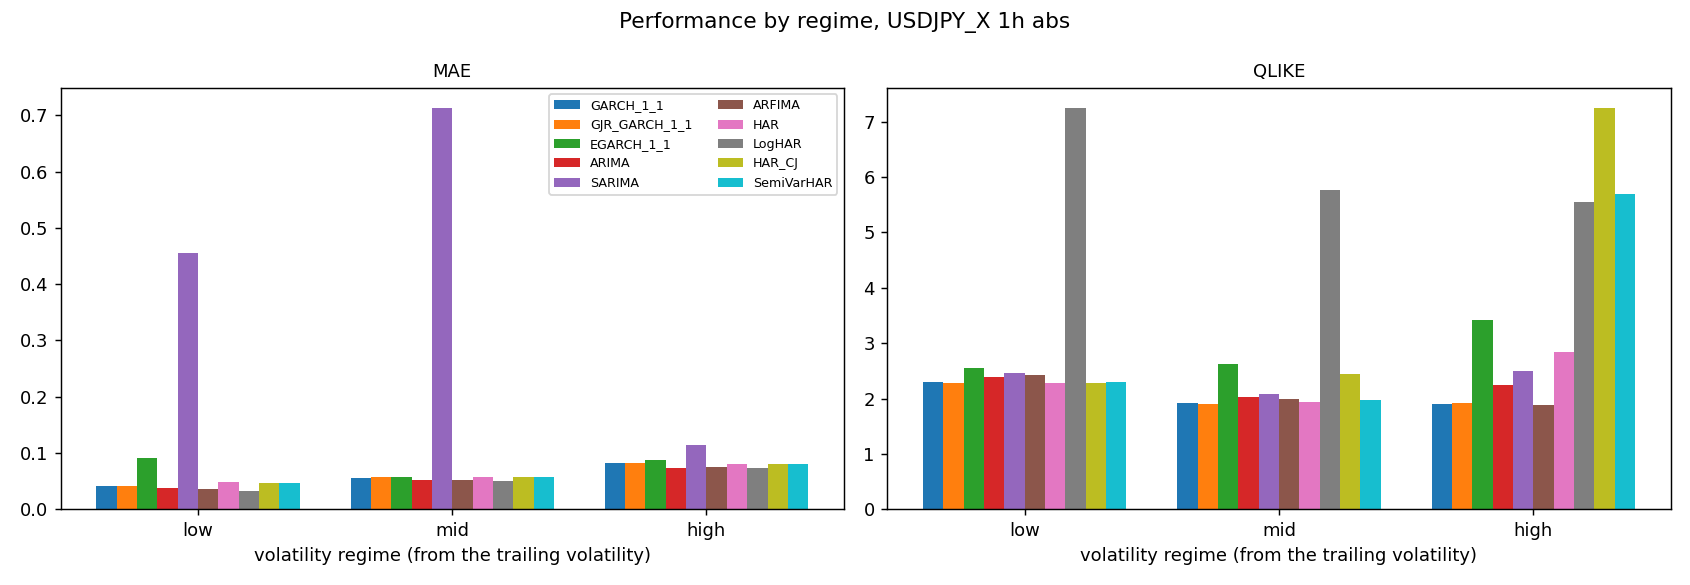 Performance by regime, USDJPY_X 1h abs
MAE
0.7
0.6
0.5
0.4
0.3
0.2
0.1
0.0
GARCH_1_1
GJR_GARCH_1_1
EGARCH_1_1
ARIMA
SARIMA
ARFIMA
HAR
LogHAR
HAR_CJ
SemiVarHAR
low mid high
volatility regime (from the trailing volatility)
QLIKE
7
6
5
4
3
2
1
0
low mid high
volatility regime (from the trailing volatility)